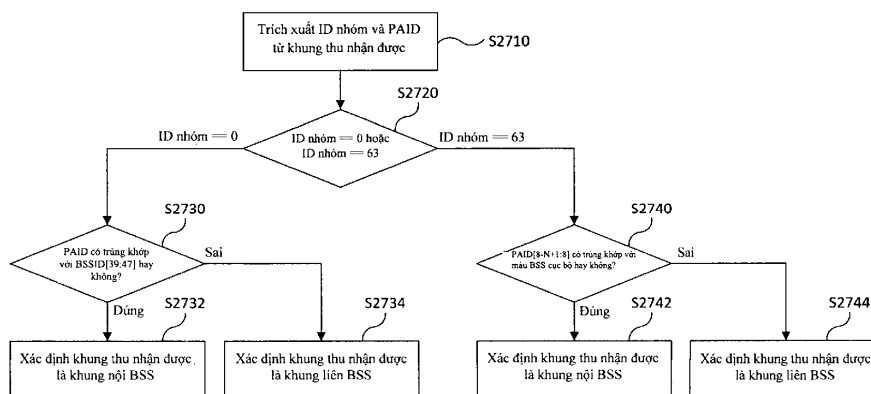 Trích xuất ID nhóm và PAID
từ khung thu nhận được
S2710
S2720
ID nhóm == 0
ID nhóm == 0 hoặc
ID nhóm == 63
ID nhóm == 63
S2730
PAID có trùng khớp
với BSSID[39:47] hay
không?
Sai
Dúng
S2740
PAID[8-N+1:8] có trùng khớp với
màu BSS cục bộ hay không?
Sai
Đúng
S2732
Xác định khung thu nhận được
là khung nội BSS
S2734
Xác định khung thu nhận được
là khung liên BSS
S2742
Xác định khung thu nhận được
là khung nội BSS
S2744
Xác định khung thu nhận được
là khung liên BSS